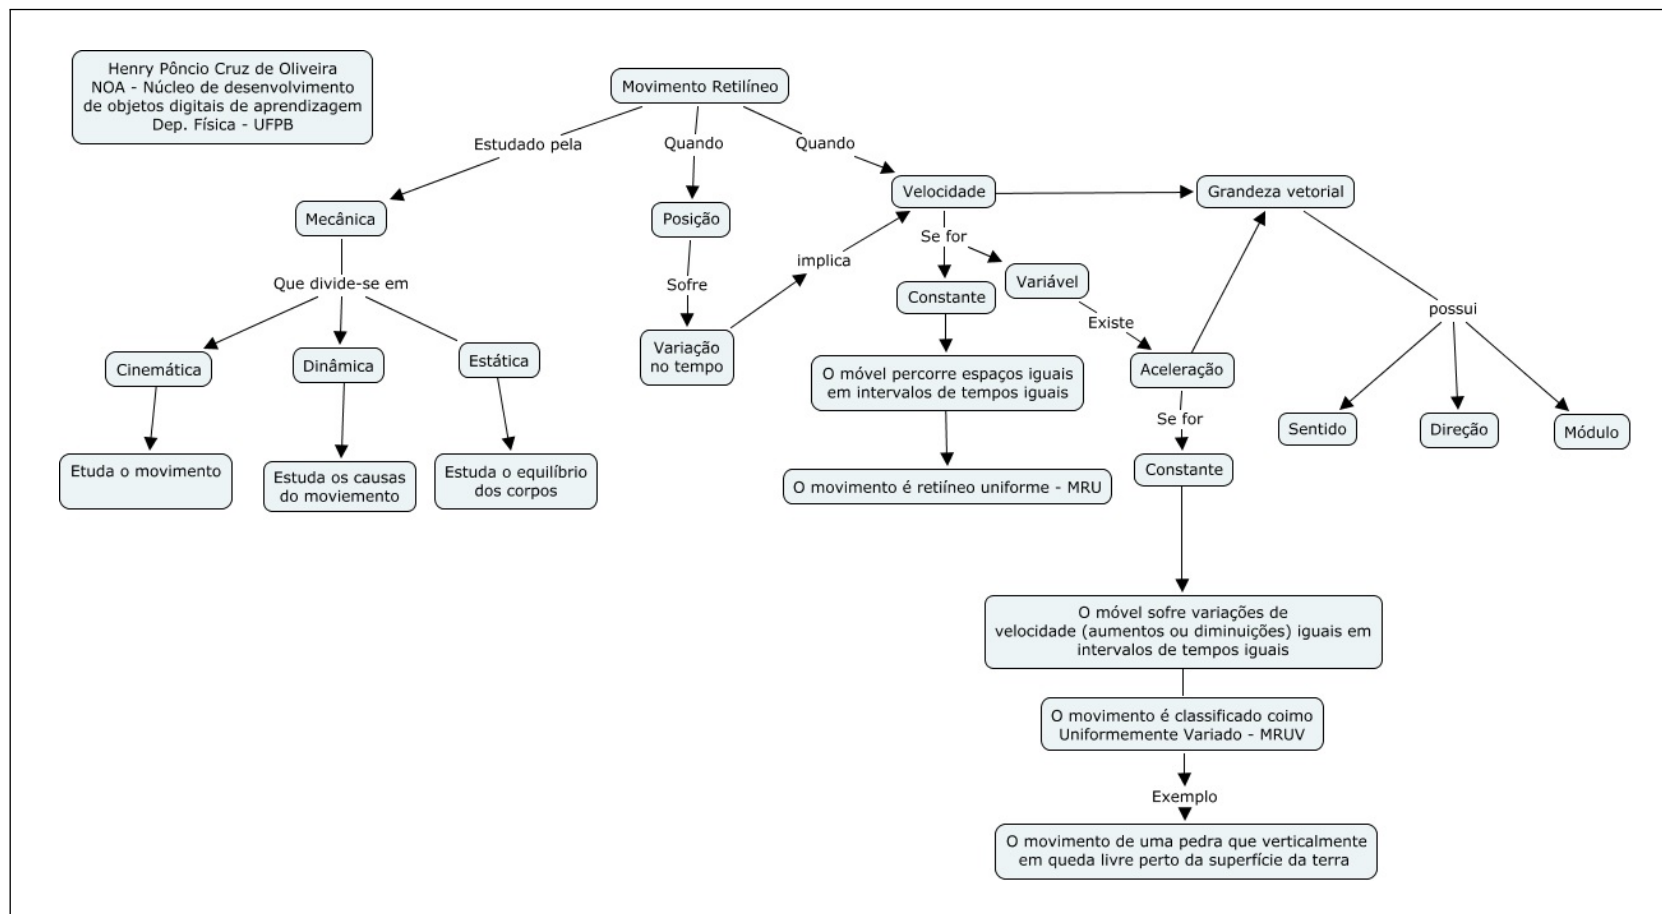 Henry Pôncio Cruz de Oliveira
NOA - Núcleo de desenvolvimento
de objetos digitais de aprendizagem
Dep. Física - UFPB
Movimento Retilíneo
Estudado pela
Quando
Quando
Mecânica
Posição
Velocidade
Grandeza vetorial
Que divide-se em
Sofre
implica
Se for
Variável
Constante
Existe
possui
Cinemática
Dinâmica
Estática
Variação
no tempo
O móvel percorre espaços iguais
em intervalos de tempos iguais
Aceleração
Se for
Sentido
Direção
Módulo
Etuda o movimento
Estuda os causas
do moviemento
Estuda o equilíbrio
dos corpos
O movimento é retiíneo uniforme - MRU
Constante
O móvel sofre variações de
velocidade (aumentos ou diminuições) iguais em
intervalos de tempos iguais
O movimento é classificado coimo
Uniformemente Variado - MRUV
Exemplo
O movimento de uma pedra que verticalmente
em queda livre perto da superfície da terra